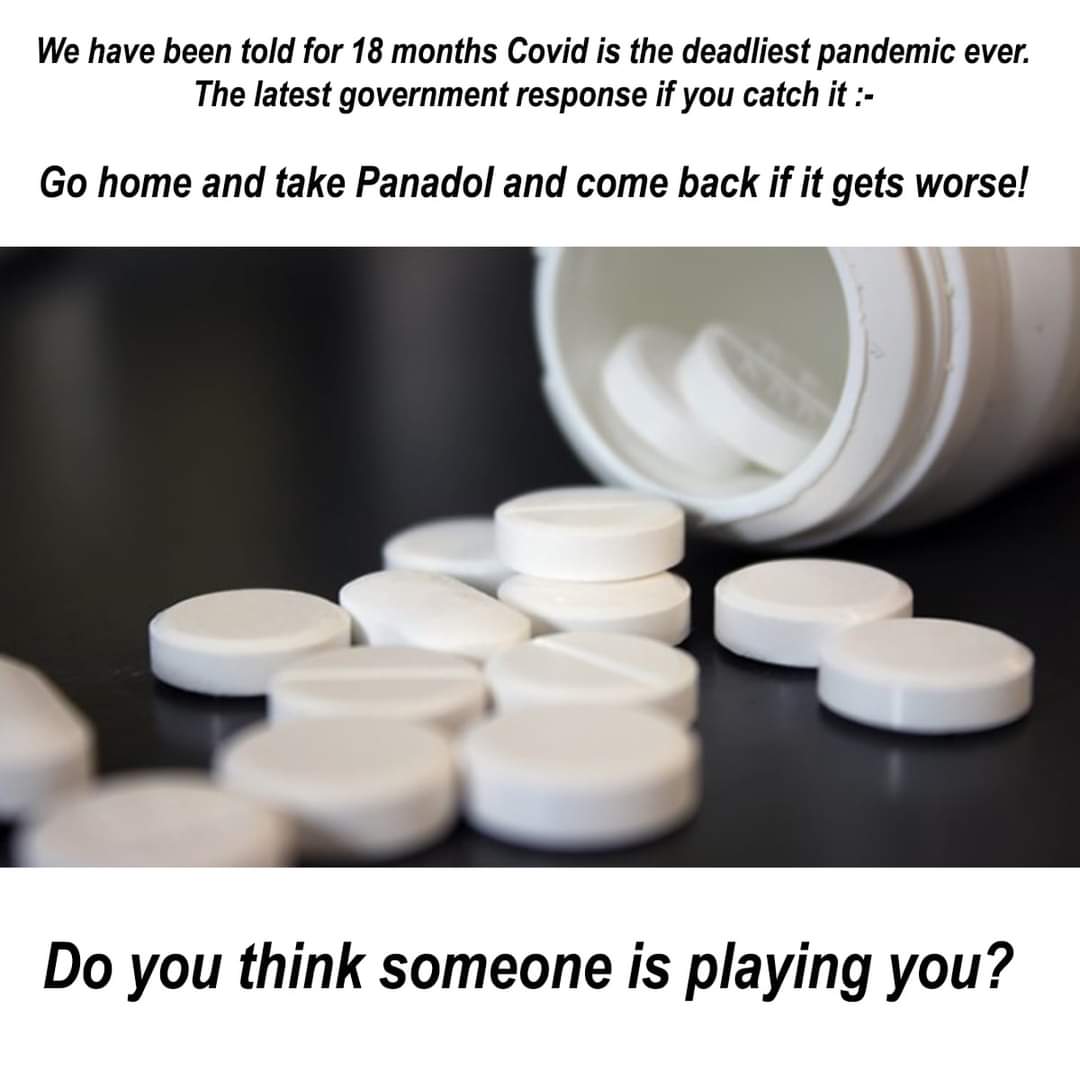 We have been told for 18 months Covid is the deadliest pandemic ever.
The latest government response if you catch it :-
Go home and take Panadol and come back if it gets worse!
Do you think someone is playing you?